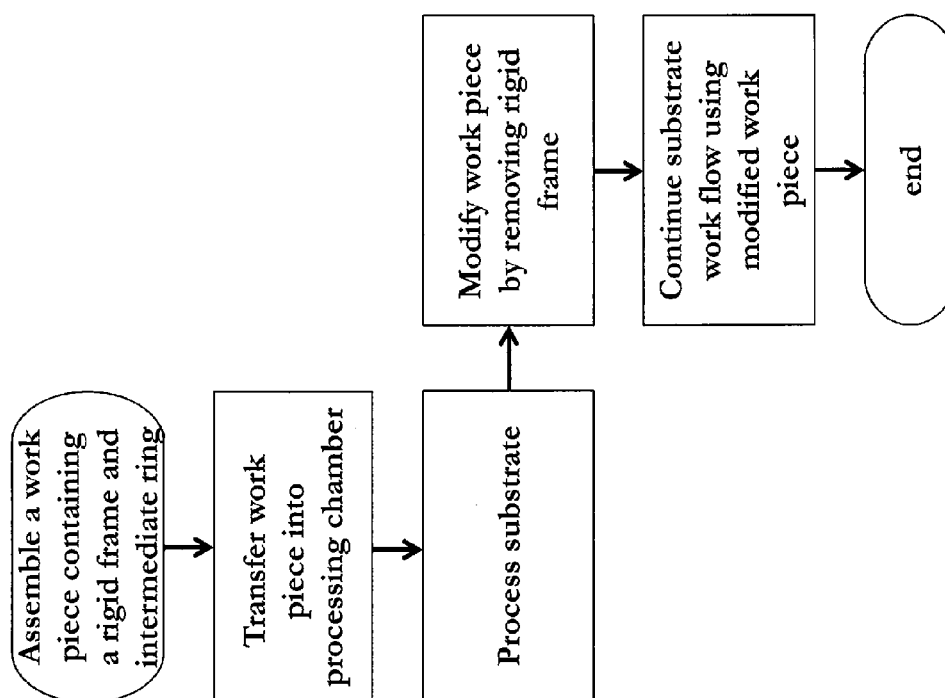 Assemble a work
piece containing
a rigid frame and
intermediate ring
Transfer work
piece into
processing chamber
Process substrate
Modify work piece
by removing rigid
frame
Continue substrate
work flow using
modified work
piece
end